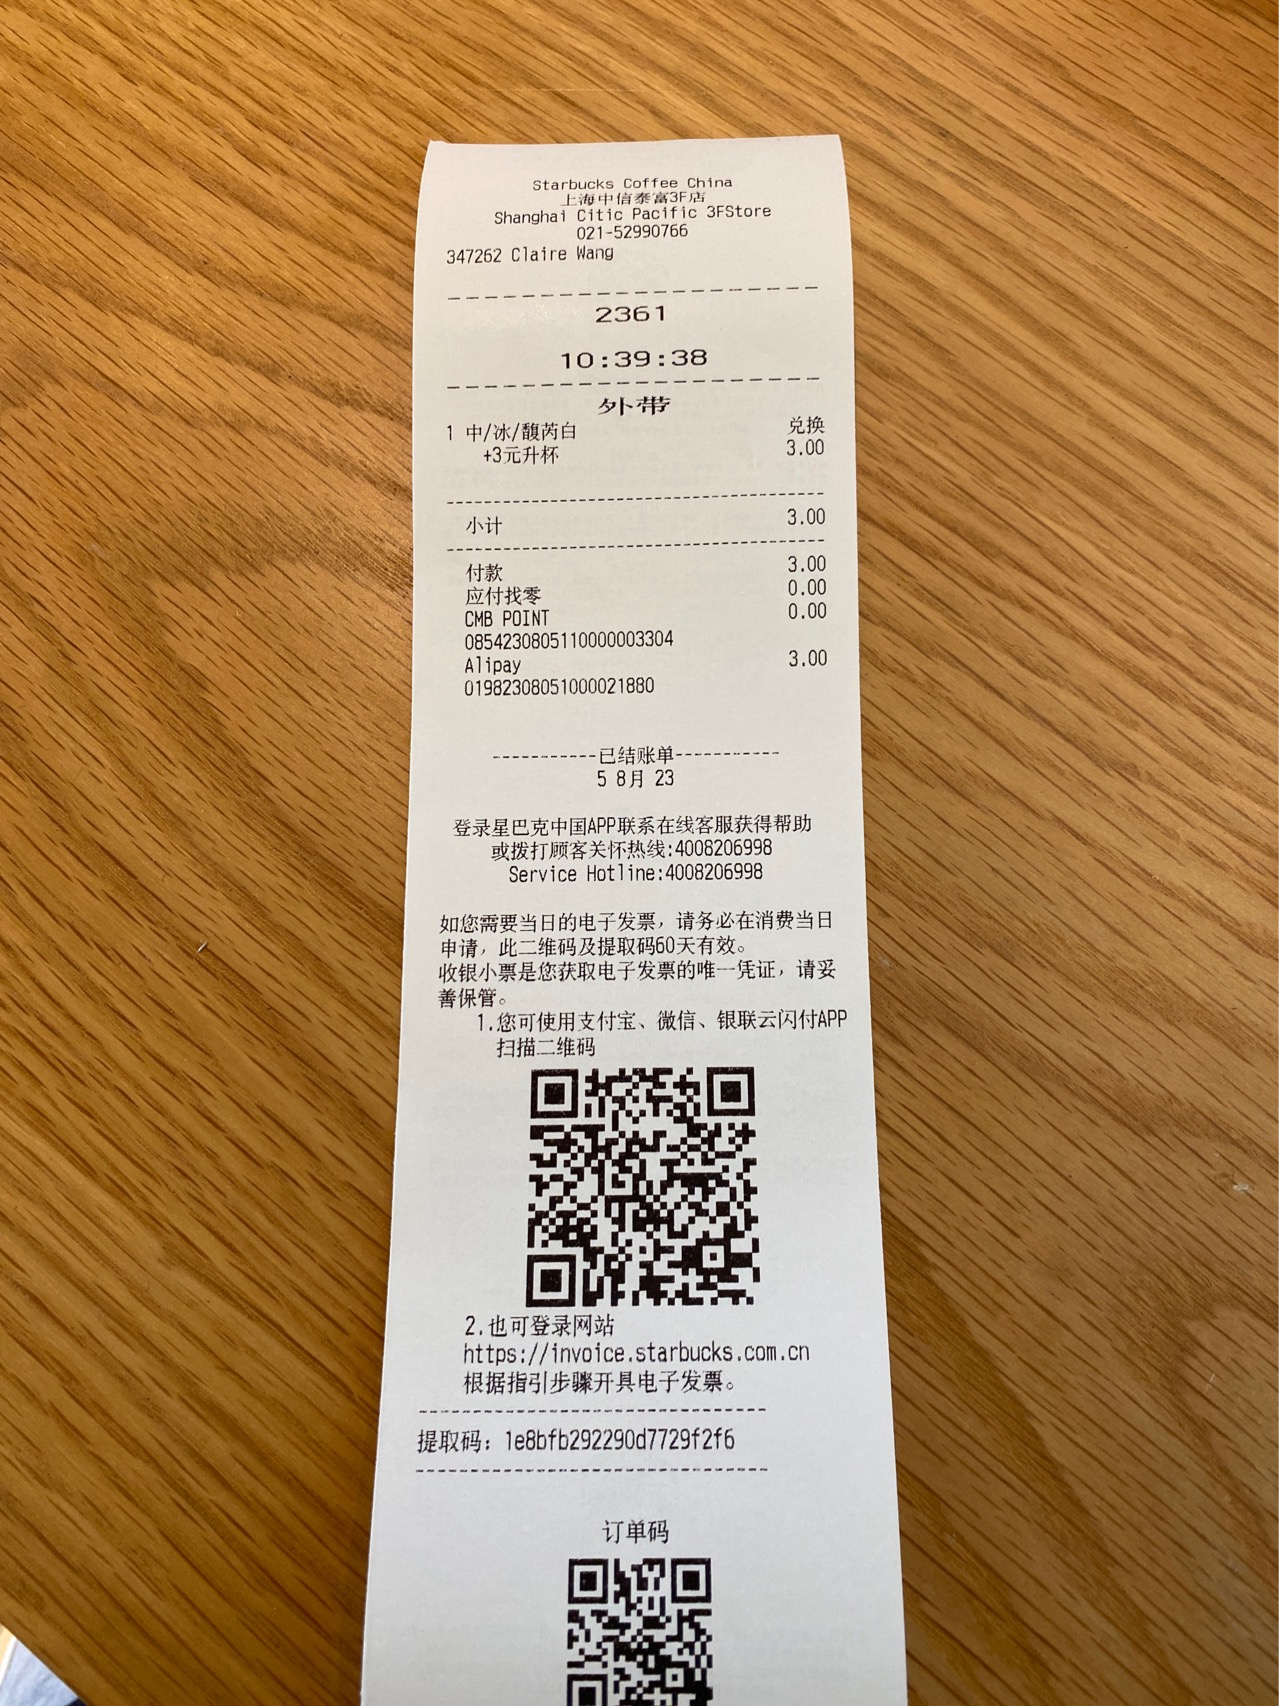 Starbucks Coffee China
上海中信泰富3F店
Shanghai Citic Pacific 3FStore
021-52990766
347262 Claire Wang
2361
10:39:38
外带
1 中/冰/馥芮白 兑换
+3元升杯 3.00
小计 3.00
付款 3.00
应付找零 0.00
CMB POINT 0.00
0854230805110000003304
Alipay 3.00
01982308051000021880
-----------已结账单-----------
5 8月 23
登录星巴克中国APP联系在线客服获得帮助
或拨打顾客关怀热线:4008206998
Service Hotline:4008206998
如您需要当日的电子发票，请务必在消费当日
申请，此二维码及提取码60天有效。
收银小票是您获取电子发票的唯一凭证，请妥
善保管。
1.您可使用支付宝、微信、银联云闪付APP
扫描二维码
2.也可登录网站
https://invoice.starbucks.com.cn
根据指引步骤开具电子发票。
提取码：1e8bfb292290d7729f2f6
订单码